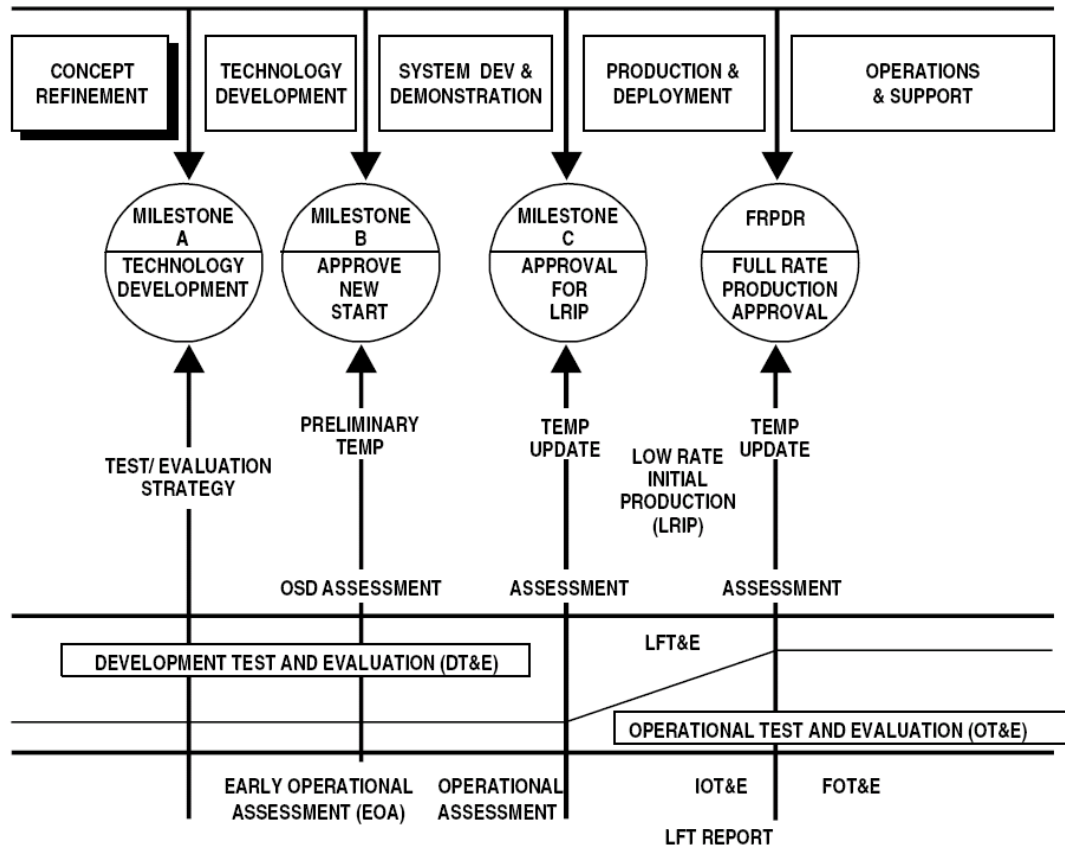 CONCEPT
REFINEMENT
TECHNOLOGY
DEVELOPMENT
SYSTEM DEV &
DEMONSTRATION
PRODUCTION &
DEPLOYMENT
OPERATIONS
& SUPPORT
MILESTONE
A
TECHNOLOGY
DEVELOPMENT
MILESTONE
B
APPROVE
NEW
START
MILESTONE
C
APPROVAL
FOR
LRIP
FRPDR
FULL RATE
PRODUCTION
APPROVAL
TEST/ EVALUATION
STRATEGY
PRELIMINARY
TEMP
TEMP
UPDATE
LOW RATE
INITIAL
PRODUCTION
(LRIP)
TEMP
UPDATE
OSD ASSESSMENT
ASSESSMENT
ASSESSMENT
DEVELOPMENT TEST AND EVALUATION (DT&E)
LFT&E
OPERATIONAL TEST AND EVALUATION (OT&E)
EARLY OPERATIONAL
ASSESSMENT (EOA)
OPERATIONAL
ASSESSMENT
IOT&E
FOT&E
LFT REPORT